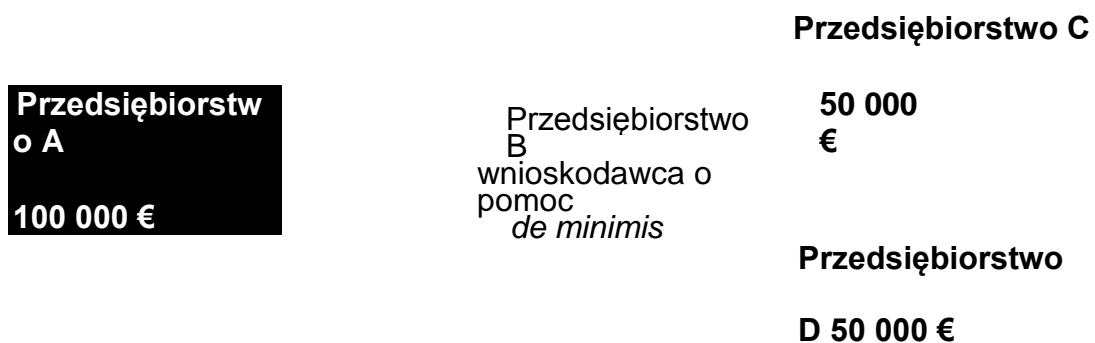 Przedsiębiorstw
o A
100 000 €
Przedsiębiorstwo
B
wnioskodawca o
pomoc
de minimis
Przedsiębiorstwo C
50 000
€
Przedsiębiorstwo
D 50 000 €